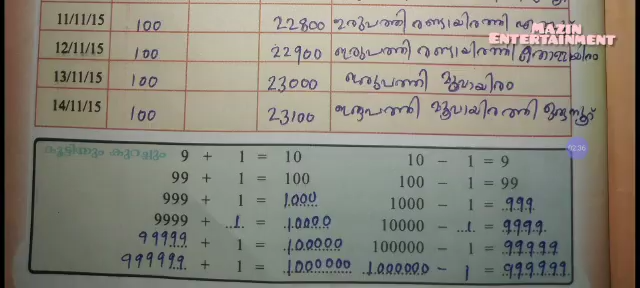 11/11/15 100 22800 ഇരുപത്തി രണ്ടായിരത്തി
MAZIN
ENTERTAINMENT
12/11/15 100 22900 ഇരുപത്തി രണ്ടായിരത്തി തൊള്ളായിരം
13/11/15 100 23000 ഇരുപത്തി മൂവായിരം
14/11/15 100 23100 ഇരുപത്തി മൂവായിരത്തി ഒരുനൂറ്
02:36
കൂട്ടിന്നും കുറച്ചും 9 + 1 = 10 10 - 1 = 9
99 + 1 = 100 100 - 1 = 99
999 + 1 = 1000 1000 - 1 = 999
9999 + 1 = 10000 10000 - 1 = 9999
99999 + 1 = 100000 100000 - 1 = 99999
999999 + 1 = 1000000 1000000 - 1 = 999999